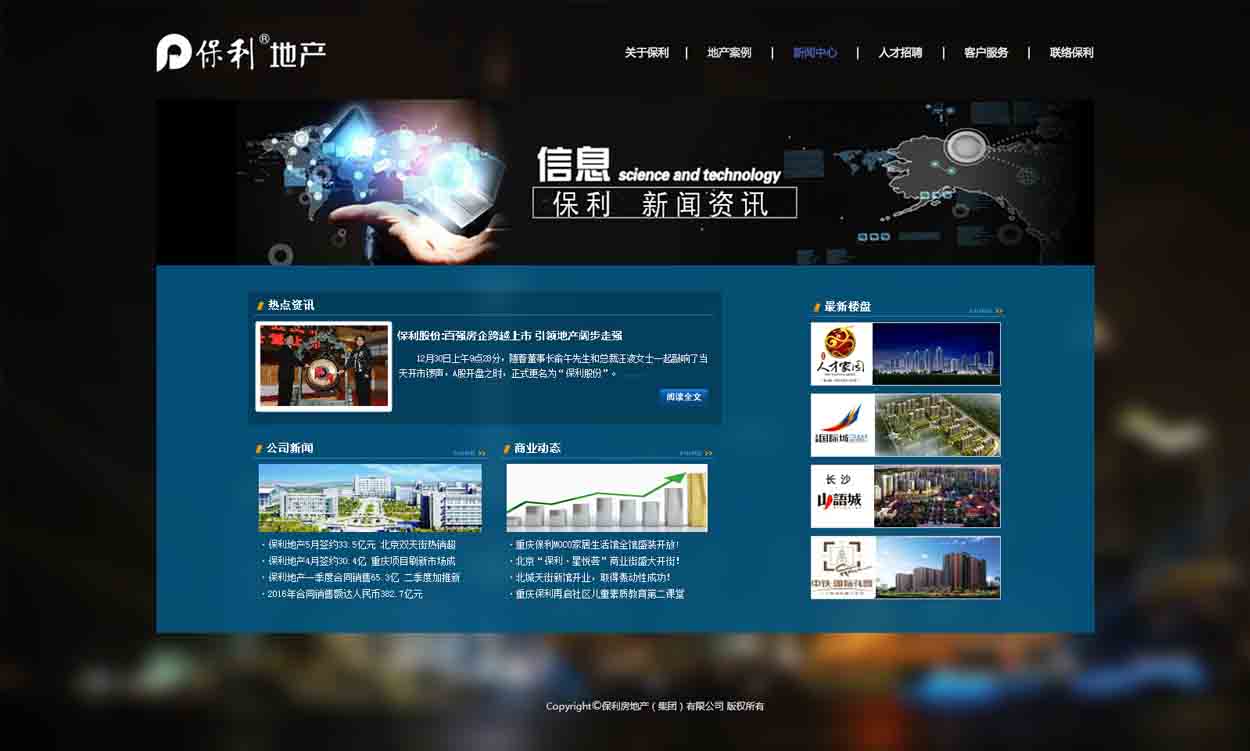 保利®地产
关于保利 | 地产案例 | 新闻中心 | 人才招聘 | 客户服务 | 联络保利
信息 science and technology
保利 新闻资讯
热点资讯
保利股份:百强房企跨越上市 引领地产阔步走强
12月30日上午9点28分，随着董事长俞午先生和总裁王凌女士一起敲响了当
天开市锣声，A股开盘之时，正式更名为“保利股份”。
阅读全文
公司新闻
· 保利地产5月签约33.5亿元 北京双天街热销超
· 保利地产4月签约30.4亿 重庆项目刷新市场成
· 保利地产一季度合同销售65.3亿 二季度加推新
· 2016年合同销售额达人民币382.7亿元
商业动态
· 重庆保利MOCO家居生活馆全馆盛装开放!
· 北京“保利·星悦荟”商业街盛大开街!
· 北城天街新馆开业, 取得轰动性成功!
· 重庆保利再启社区儿童素质教育第二课堂
最新楼盘
人才家园
国际城
长沙
山語城
中铁·国际花园
Copyright©保利房地产（集团）有限公司 版权所有